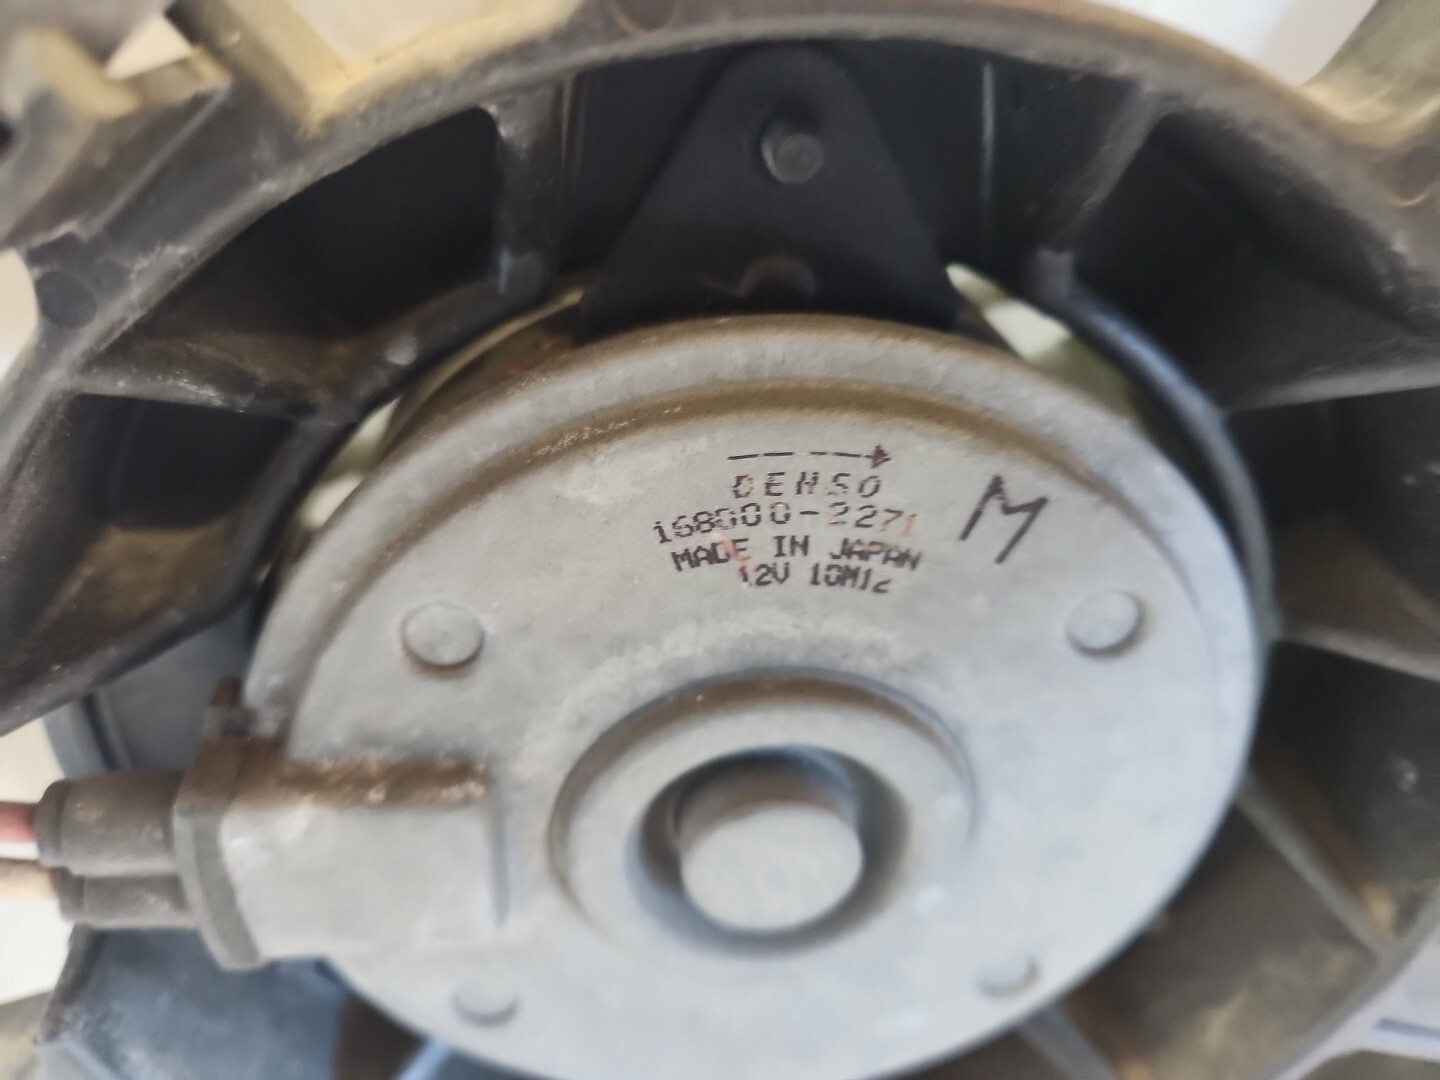 DENSO
168000-2271
M
MADE IN JAPAN
12V 10M12